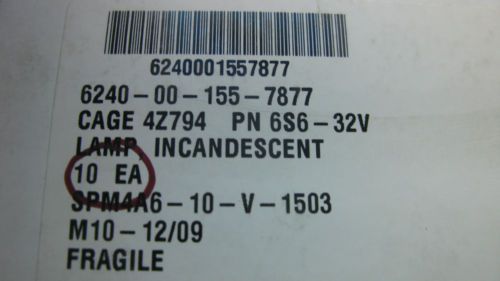 6240001557877
6240-00-155-7877
CAGE 4Z794 PN 6S6-32V
LAMP, INCANDESCENT
10 EA
SPM4A6-10-V-1503
M10-12/09
FRAGILE